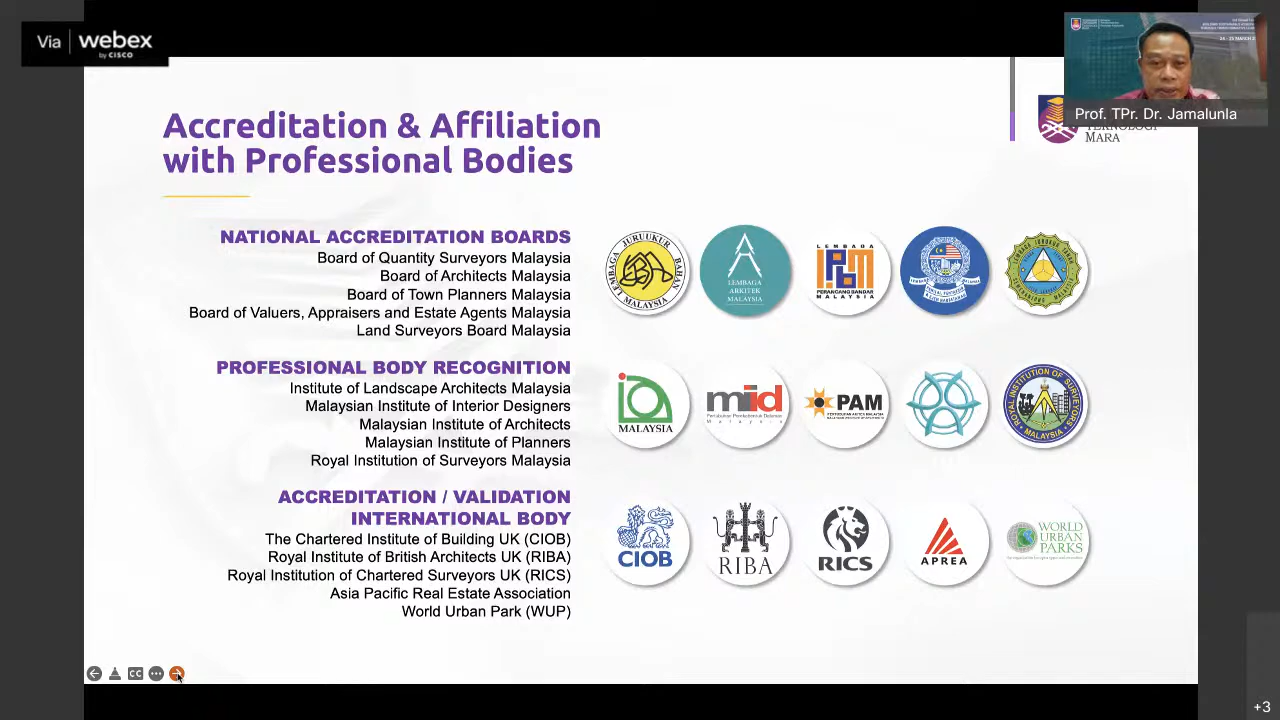 Via webex
by CISCO
Prof. TPr. Dr. Jamalunla
MARA
Accreditation & Affiliation
with Professional Bodies
NATIONAL ACCREDITATION BOARDS
Board of Quantity Surveyors Malaysia
Board of Architects Malaysia
Board of Town Planners Malaysia
Board of Valuers, Appraisers and Estate Agents Malaysia
Land Surveyors Board Malaysia
LEMBAGA JURUUKUR BAHAN
MALAYSIA
LEMBAGA
ARKITEK
MALAYSIA
LEMBAGA
PERANCANG BANDAR
MALAYSIA
PROFESSIONAL BODY RECOGNITION
Institute of Landscape Architects Malaysia
Malaysian Institute of Interior Designers
Malaysian Institute of Architects
Malaysian Institute of Planners
Royal Institution of Surveyors Malaysia
MALAYSIA
miid
Malaysia
PAM
ROYAL INSTITUTION OF SURVEYORS
MALAYSIA
ACCREDITATION / VALIDATION
INTERNATIONAL BODY
The Chartered Institute of Building UK (CIOB)
Royal Institute of British Architects UK (RIBA)
Royal Institution of Chartered Surveyors UK (RICS)
Asia Pacific Real Estate Association
World Urban Park (WUP)
CIOB
RIBA
RICS
APREA
WORLD
URBAN
PARKS
CC
+3